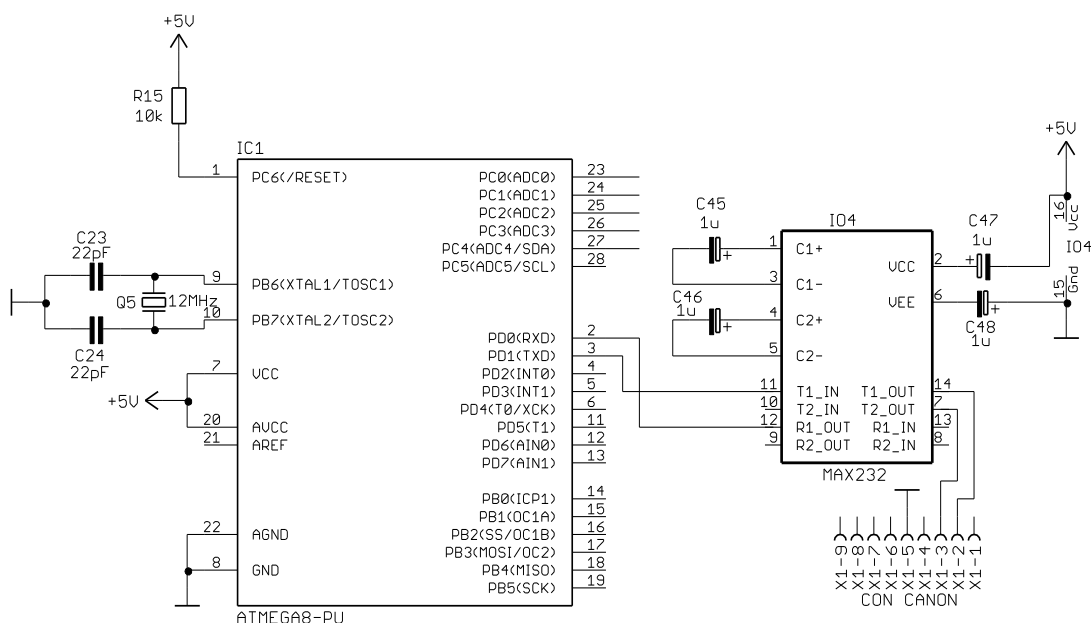 +5V
R15
10k
IC1
1
PC6(/RESET)
C23
22pF
9
PB6(XTAL1/TOSC1)
Q5
12MHz
10
PB7(XTAL2/TOSC2)
C24
22pF
7
VCC
+5V
20
AVCC
21
AREF
22
AGND
8
GND
ATMEGA8-PU
PC0(ADC0)
23
PC1(ADC1)
24
PC2(ADC2)
25
PC3(ADC3)
26
PC4(ADC4/SDA)
27
PC5(ADC5/SCL)
28
PD0(RXD)
2
PD1(TXD)
3
PD2(INT0)
4
PD3(INT1)
5
PD4(T0/XCK)
6
PD5(T1)
11
PD6(AIN0)
12
PD7(AIN1)
13
PB0(ICP1)
14
PB1(OC1A)
15
PB2(SS/OC1B)
16
PB3(MOSI/OC2)
17
PB4(MISO)
18
PB5(SCK)
19
C45
1u
+
C46
1u
+
IO4
1
C1+
3
C1-
4
C2+
5
C2-
11
T1_IN
10
T2_IN
12
R1_OUT
9
R2_OUT
VCC
2
VEE
6
T1_OUT
14
T2_OUT
7
R1_IN
13
R2_IN
8
MAX232
C47
1u
+
C48
1u
+
+5V
16
Vcc
IO4
15
Gnd
X1-9
X1-8
X1-7
X1-6
X1-5
X1-4
X1-3
X1-2
X1-1
CON CANON